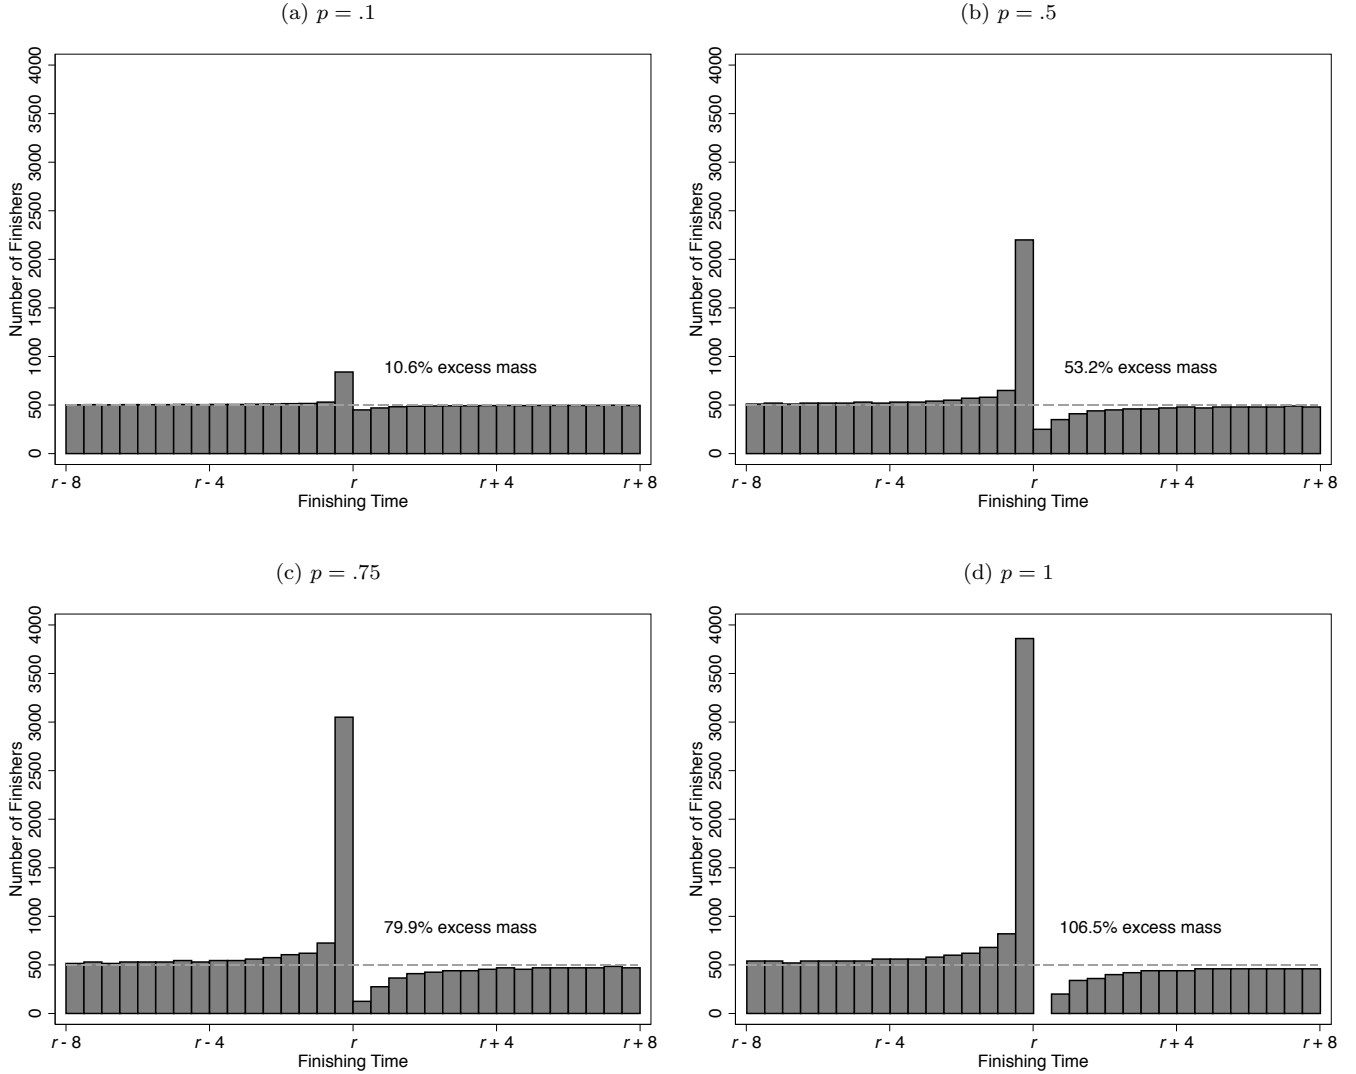 (a) p = .1
Number of Finishers
4000
3500
3000
2500
2000
1500
1000
500
0
10.6% excess mass
r - 8 r - 4 r r + 4 r + 8
Finishing Time
(b) p = .5
Number of Finishers
4000
3500
3000
2500
2000
1500
1000
500
0
53.2% excess mass
r - 8 r - 4 r r + 4 r + 8
Finishing Time
(c) p = .75
Number of Finishers
4000
3500
3000
2500
2000
1500
1000
500
0
79.9% excess mass
r - 8 r - 4 r r + 4 r + 8
Finishing Time
(d) p = 1
Number of Finishers
4000
3500
3000
2500
2000
1500
1000
500
0
106.5% excess mass
r - 8 r - 4 r r + 4 r + 8
Finishing Time